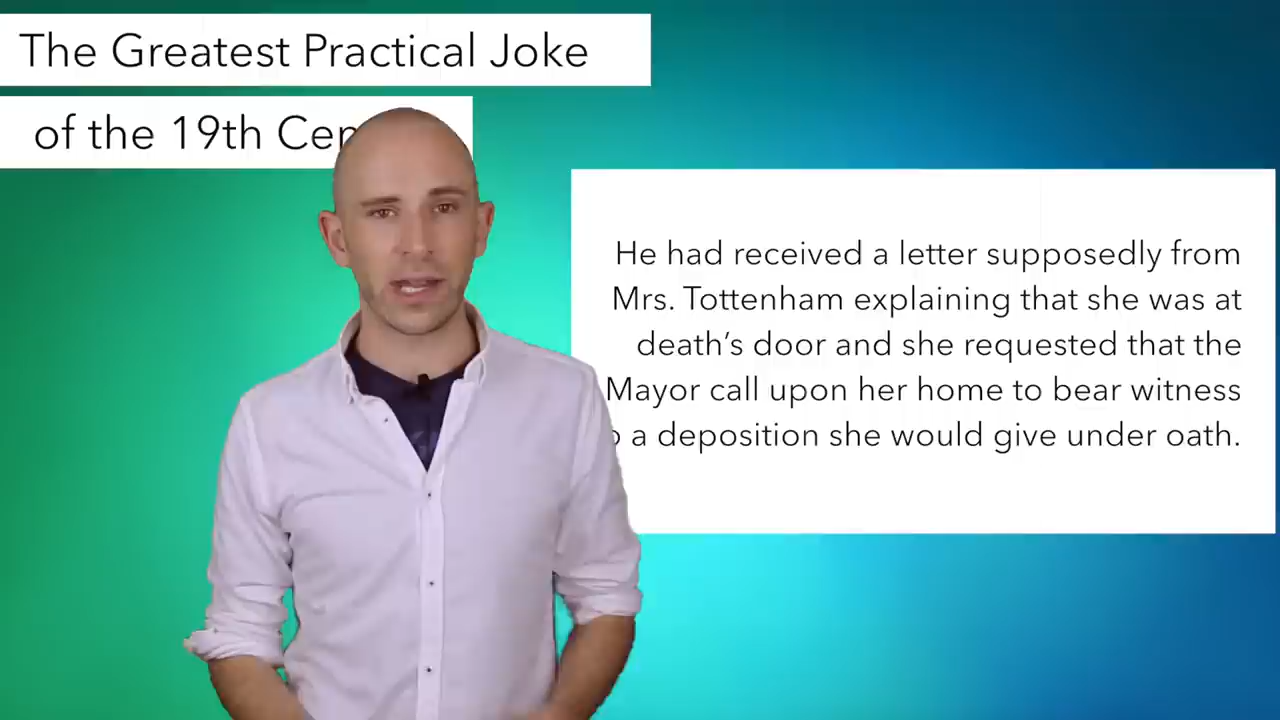 The Greatest Practical Joke
of the 19th
He had received a letter supposedly from
Mrs. Tottenham explaining that she was at
death's door and she requested that the
Mayor call upon her home to bear witness
a deposition she would give under oath.